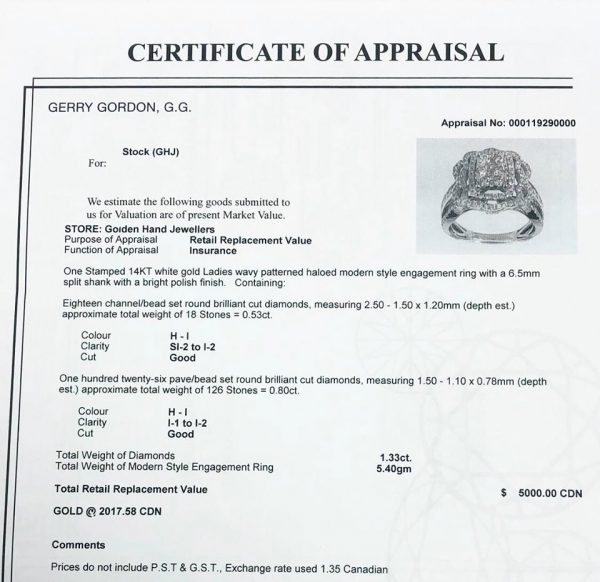 CERTIFICATE OF APPRAISAL
GERRY GORDON, G.G.
Appraisal No: 000119290000
Stock (GHJ)
For:
We estimate the following goods submitted to
us for Valuation are of present Market Value.
STORE: Golden Hand Jewellers
Purpose of Appraisal Retail Replacement Value
Function of Appraisal Insurance
One Stamped 14KT white gold Ladies wavy patterned haloed modern style engagement ring with a 6.5mm
split shank with a bright polish finish. Containing:
Eighteen channel/bead set round brilliant cut diamonds, measuring 2.50 - 1.50 x 1.20mm (depth est.)
approximate total weight of 18 Stones = 0.53ct.
Colour H - I
Clarity SI-2 to I-2
Cut Good
One hundred twenty-six pave/bead set round brilliant cut diamonds, measuring 1.50 - 1.10 x 0.78mm (depth
est.) approximate total weight of 126 Stones = 0.80ct.
Colour H - I
Clarity I-1 to I-2
Cut Good
Total Weight of Diamonds 1.33ct.
Total Weight of Modern Style Engagement Ring 5.40gm
Total Retail Replacement Value $ 5000.00 CDN
GOLD @ 2017.58 CDN
Comments
Prices do not include P.S.T & G.S.T., Exchange rate used 1.35 Canadian